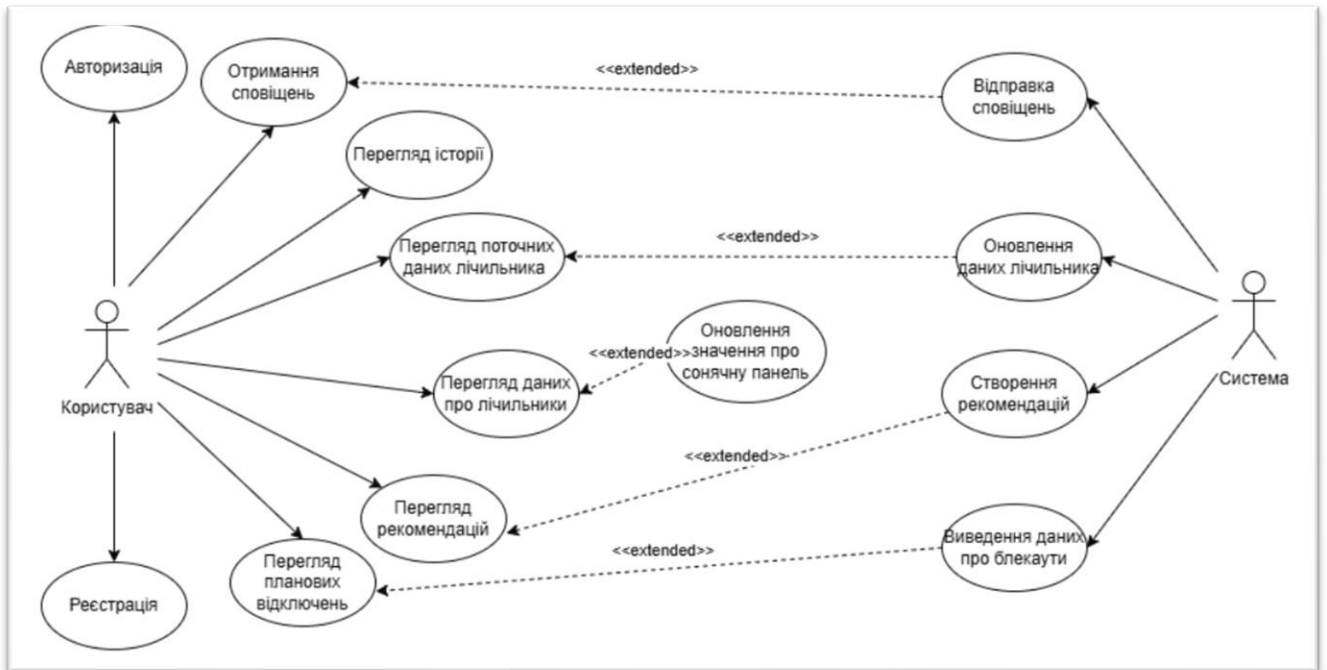 Авторизація
Отримання
сповіщень
<<extended>>
Відправка
сповіщень
Перегляд історії
Перегляд поточних
даних лічильника
<<extended>>
Оновлення
даних лічильника
Оновлення
<<extended>>
значення про
сонячну панель
Перегляд даних
про лічильники
Створення
рекомендацій
Система
Користувач
<<extended>>
Перегляд
рекомендацій
<<extended>>
Виведення даних
про блекаути
Перегляд
планових
відключень
Реєстрація